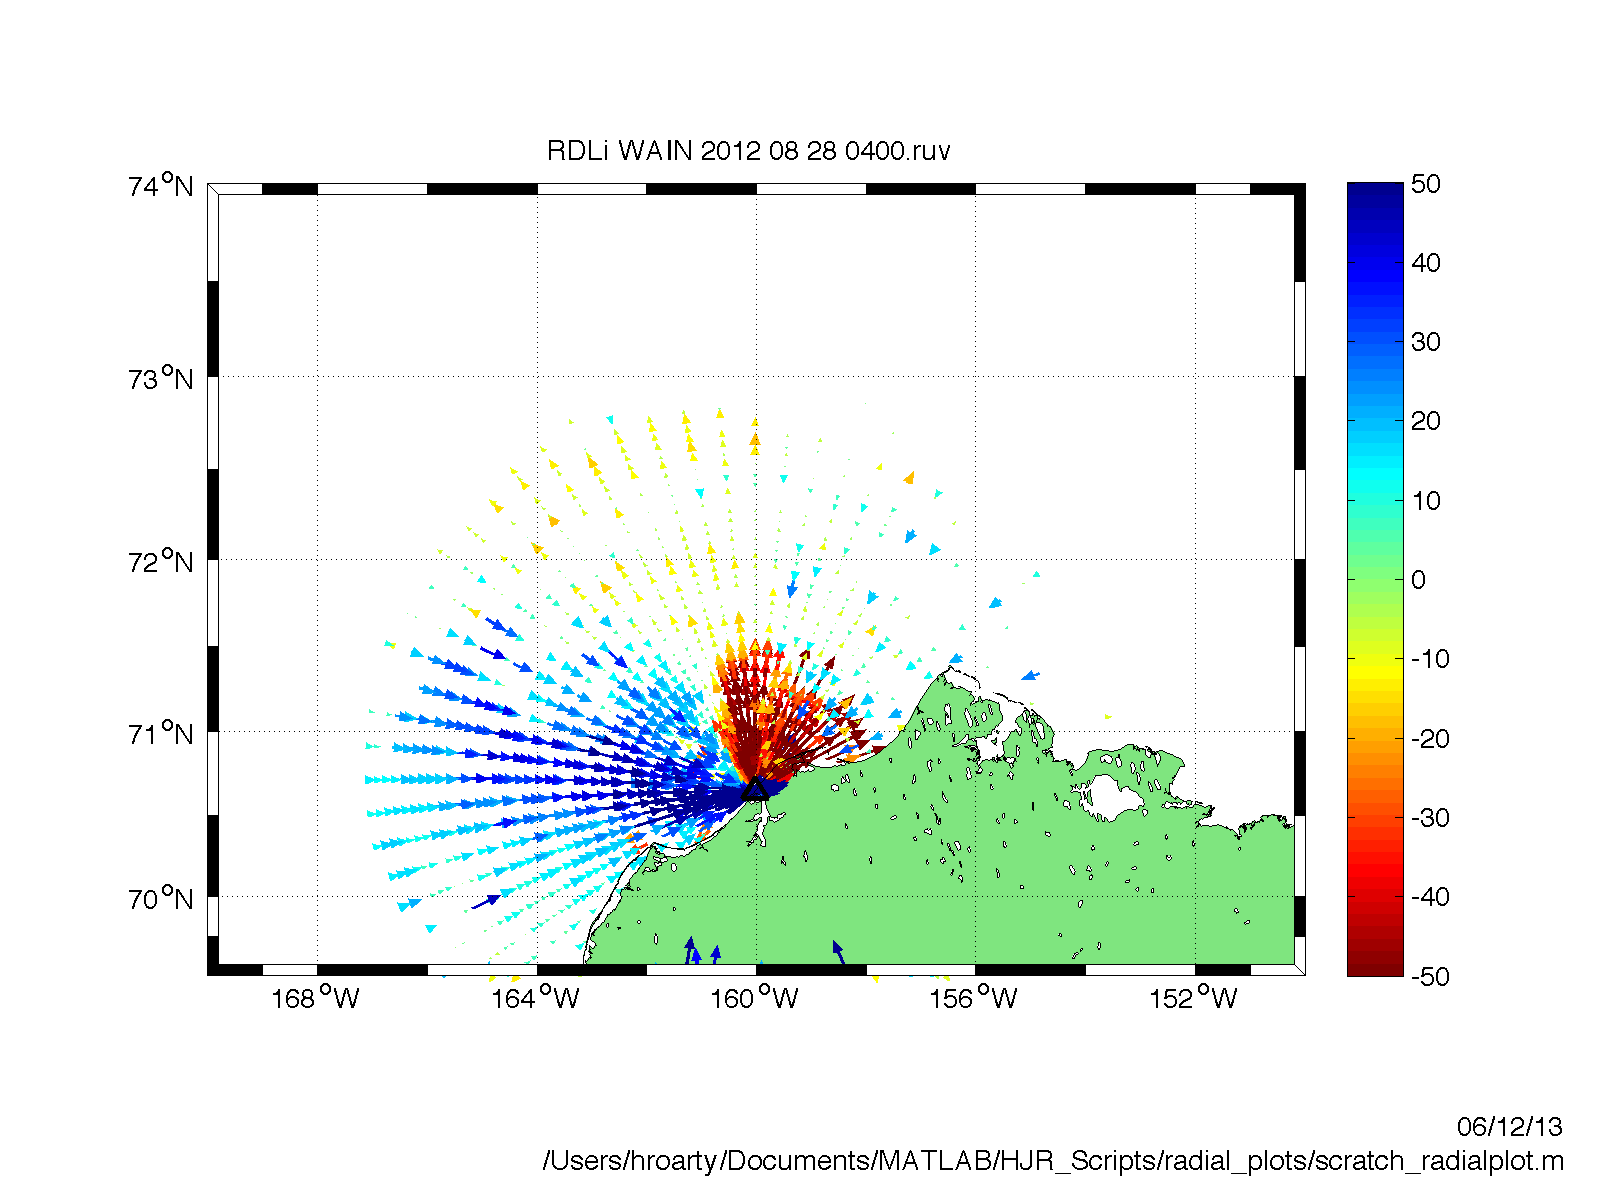 RDLi WAIN 2012 08 28 0400.ruv
74°N
73°N
72°N
71°N
70°N
168°W
164°W
160°W
156°W
152°W
50
40
30
20
10
0
-10
-20
-30
-40
-50
06/12/13
/Users/hroarty/Documents/MATLAB/HJR_Scripts/radial_plots/scratch_radialplot.m